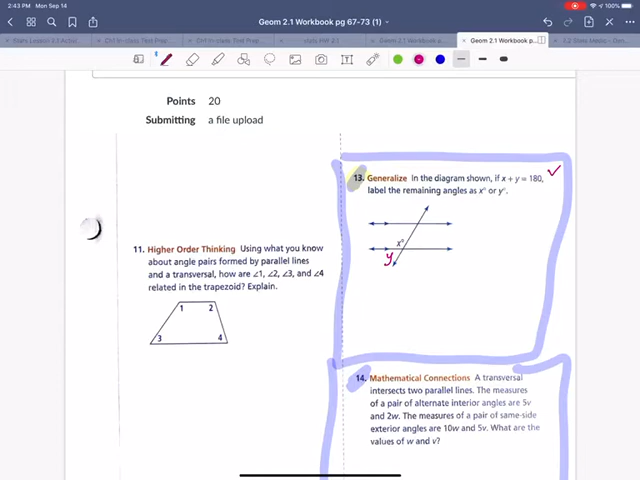 2:43 PM Mon Sep 14
100%
Geom 2.1 Workbook pg 67-73 (1)
Geom 2.1 Workbook p...
Points 20
Submitting a file upload
11. Higher Order Thinking Using what you know
about angle pairs formed by parallel lines
and a transversal, how are ∠1, ∠2, ∠3, and ∠4
related in the trapezoid? Explain.
1 2
3 4
13. Generalize In the diagram shown, if x + y = 180,
label the remaining angles as x° or y°.
x°
y
14. Mathematical Connections A transversal
intersects two parallel lines. The measures
of a pair of alternate interior angles are 5v
and 2w. The measures of a pair of same-side
exterior angles are 10w and 5v. What are the
values of w and v?